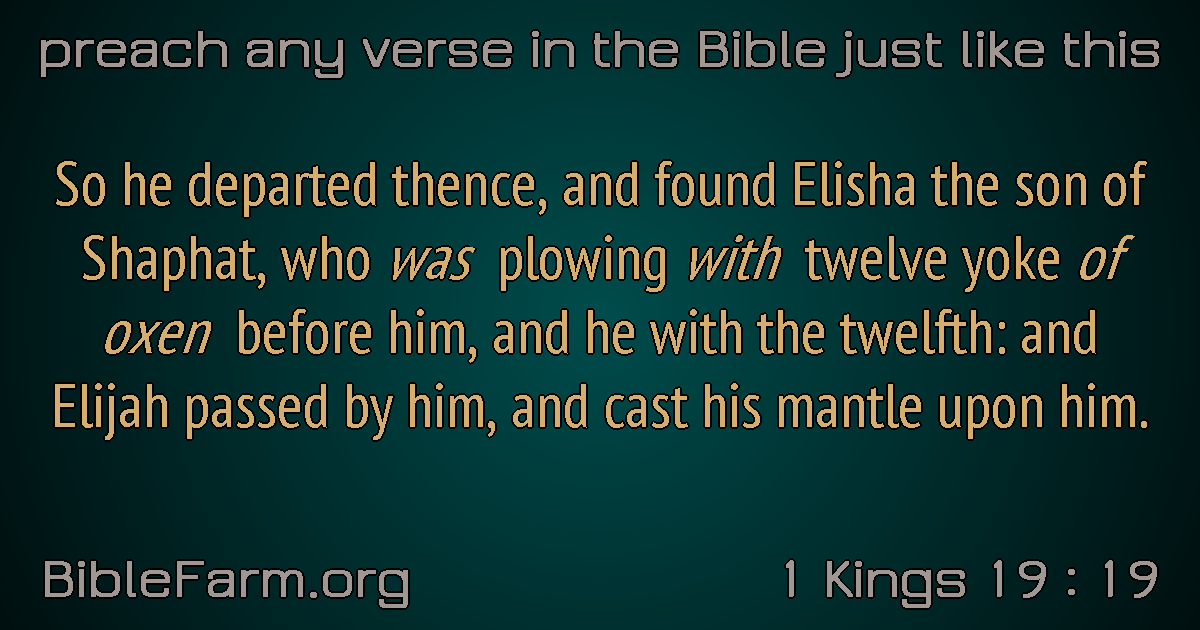 preach any verse in the Bible just like this
So he departed thence, and found Elisha the son of
Shaphat, who was plowing with twelve yoke of
oxen before him, and he with the twelfth: and
Elijah passed by him, and cast his mantle upon him.
BibleFarm.org
1 Kings 19 : 19